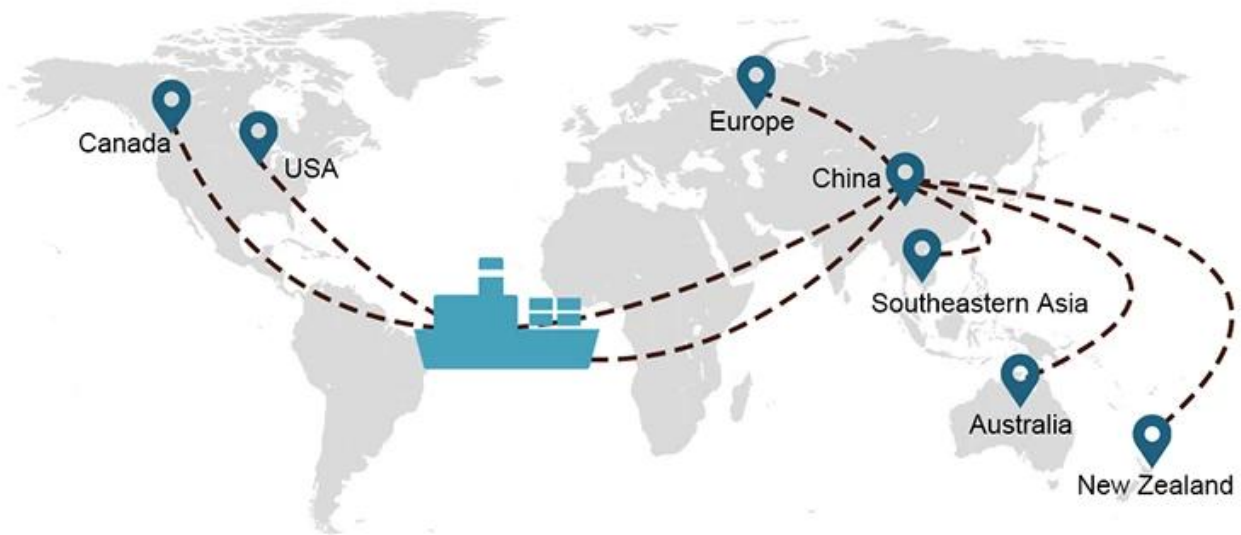 Canada
USA
Europe
China
Southeastern Asia
Australia
New Zealand